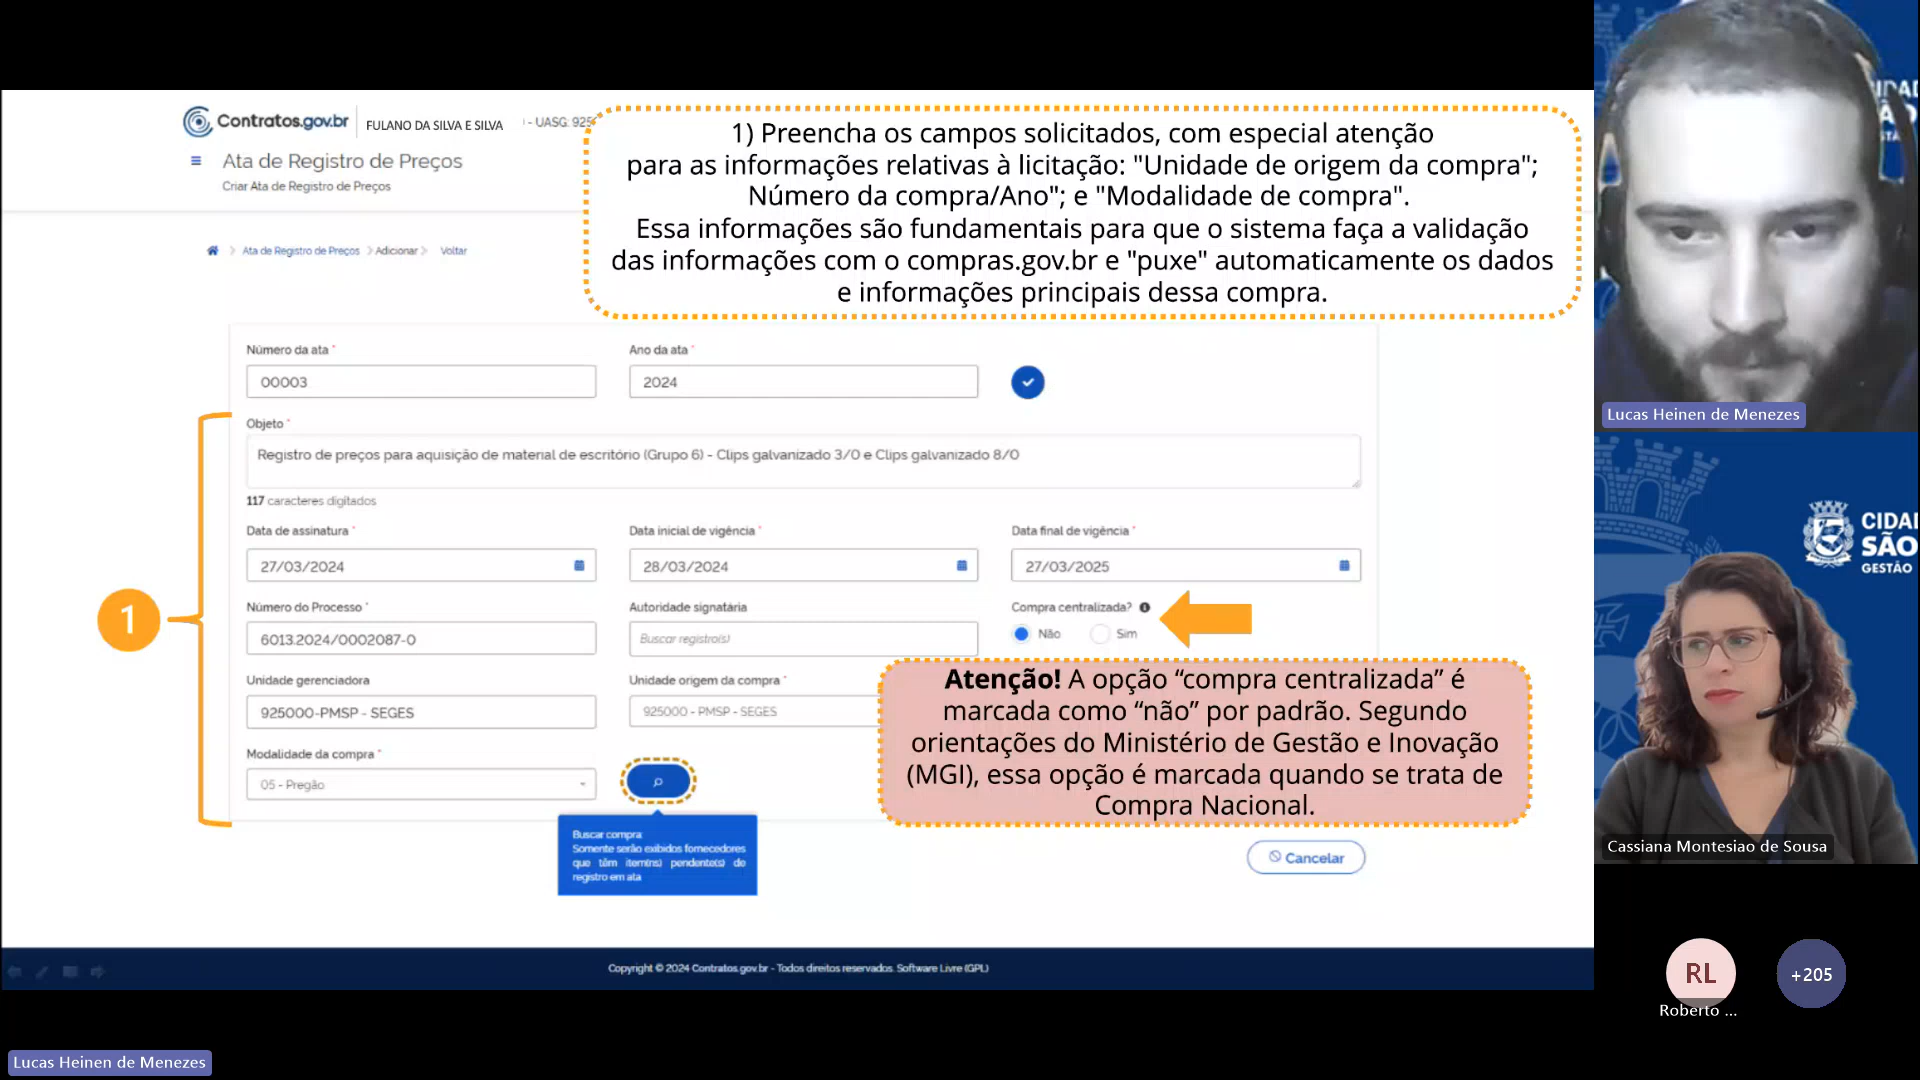 Contratos.gov.br
FULANO DA SILVA E SILVA
- UASG: 925
Ata de Registro de Preços
Criar Ata de Registro de Preços
1) Preencha os campos solicitados, com especial atenção
para as informações relativas à licitação: "Unidade de origem da compra";
Número da compra/Ano"; e "Modalidade de compra".
Essa informações são fundamentais para que o sistema faça a validação
das informações com o compras.gov.br e "puxe" automaticamente os dados
e informações principais dessa compra.
Ata de Registro de Preços > Adicionar > Voltar
Número da ata *
Ano da ata *
00003
2024
Objeto *
Registro de preços para aquisição de material de escritório (Grupo 6) - Clips galvanizado 3/0 e Clips galvanizado 8/0
117 caracteres digitados
Data de assinatura *
Data inicial de vigência *
Data final de vigência *
27/03/2024
28/03/2024
27/03/2025
1
Número do Processo *
Autoridade signatária
Compra centralizada?
6013.2024/0002087-0
Buscar registro(s)
Não
Sim
Unidade gerenciadora
Unidade origem da compra *
925000-PMSP - SEGES
925000 - PMSP - SEGES
Atenção! A opção “compra centralizada” é
marcada como “não” por padrão. Segundo
orientações do Ministério de Gestão e Inovação
(MGI), essa opção é marcada quando se trata de
Compra Nacional.
Modalidade da compra *
05 - Pregão
Buscar compra:
Somente serão exibidos fornecedores
que têm item(ns) pendente(s) de
registro em ata
Cancelar
Copyright © 2024 Contratos.gov.br - Todos direitos reservados. Software Livre (GPL)
Lucas Heinen de Menezes
CIDA
SÃO
GESTÃO
Cassiana Montesiao de Sousa
RL
+205
Roberto ...
Lucas Heinen de Menezes